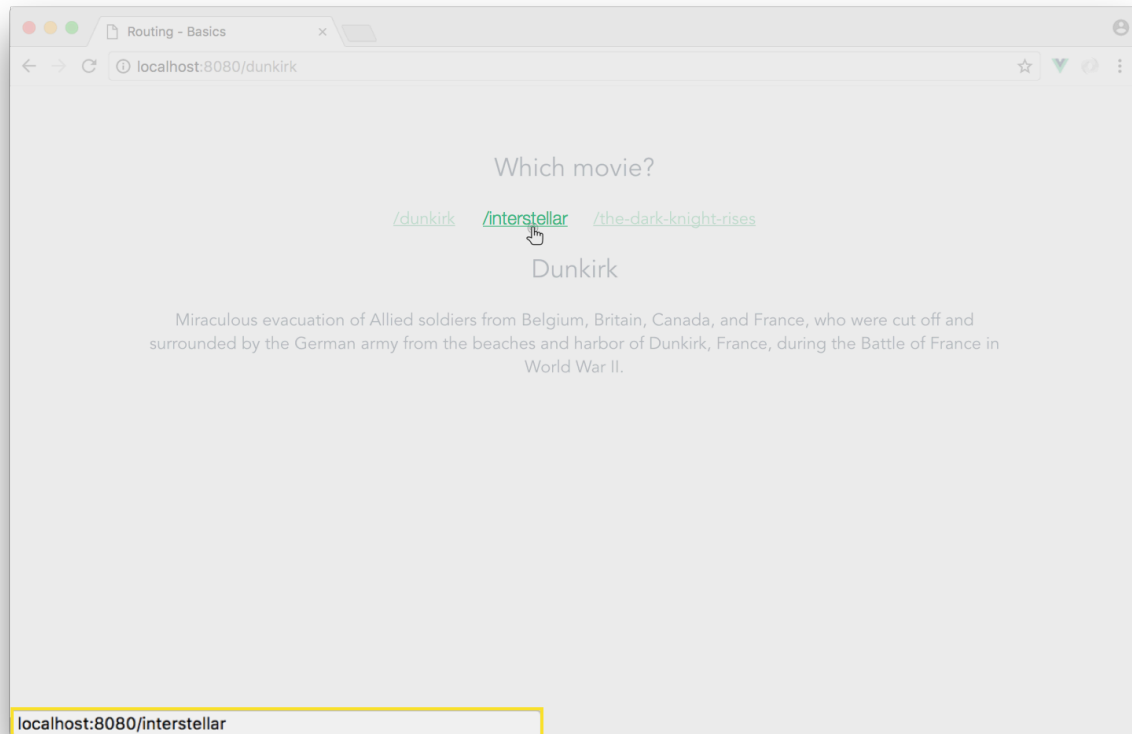 Routing - Basics
localhost:8080/dunkirk
Which movie?
/dunkirk /interstellar /the-dark-knight-rises
Dunkirk
Miraculous evacuation of Allied soldiers from Belgium, Britain, Canada, and France, who were cut off and
surrounded by the German army from the beaches and harbor of Dunkirk, France, during the Battle of France in
World War II.
localhost:8080/interstellar